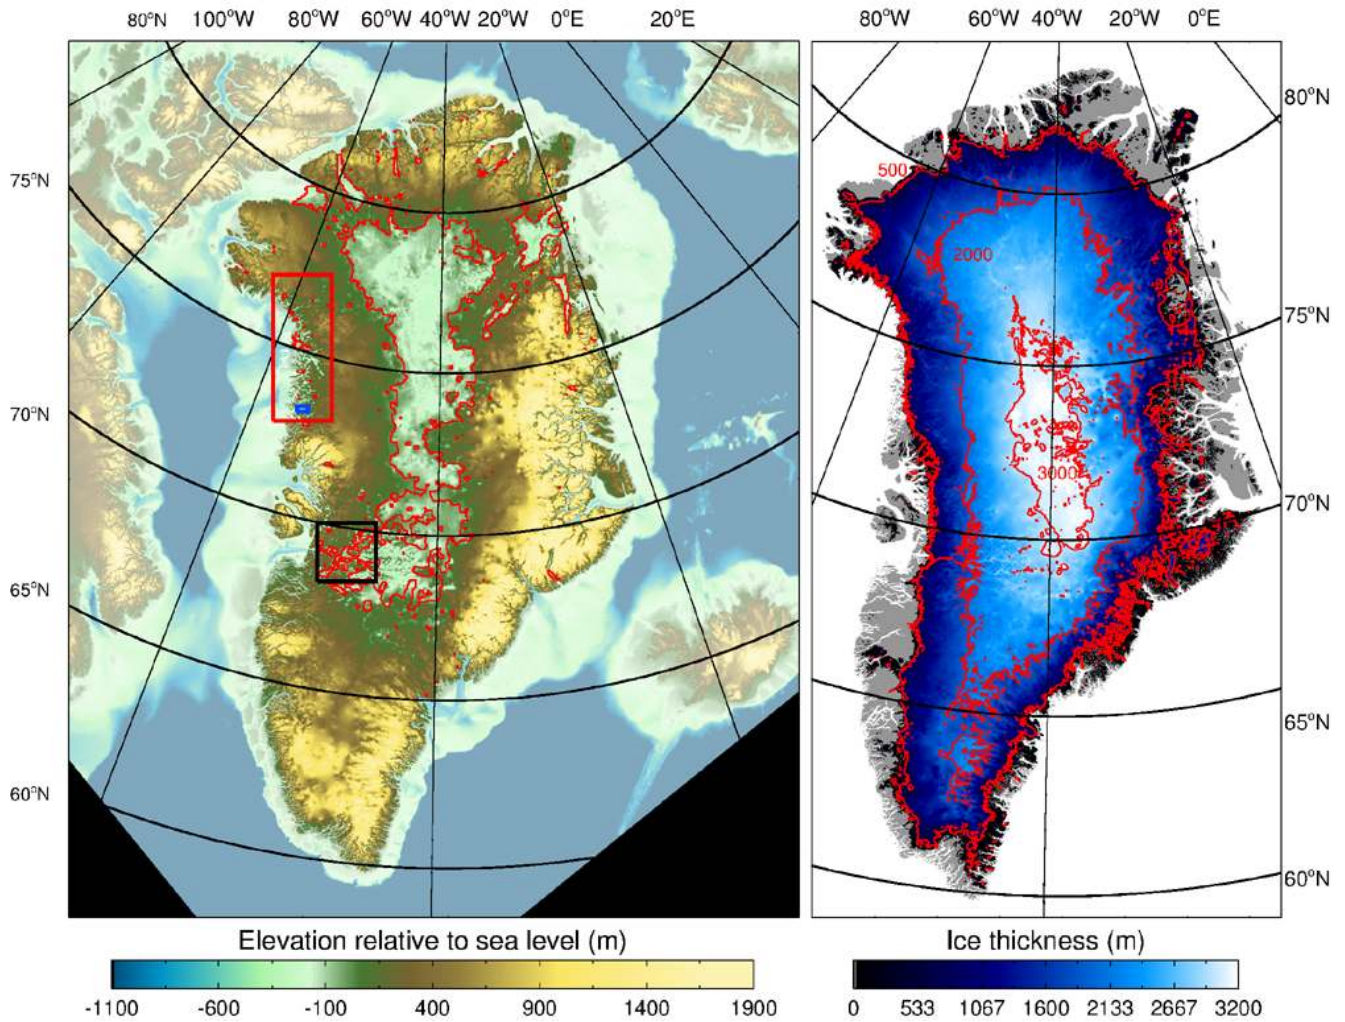 80°N 100°W 80°W 60°W 40°W 20°W 0°E 20°E
75°N
70°N
65°N
60°N
Elevation relative to sea level (m)
-1100 -600 -100 400 900 1400 1900
80°W 60°W 40°W 20°W 0°E
80°N
75°N
70°N
65°N
60°N
500
2000
3000
Ice thickness (m)
0 533 1067 1600 2133 2667 3200